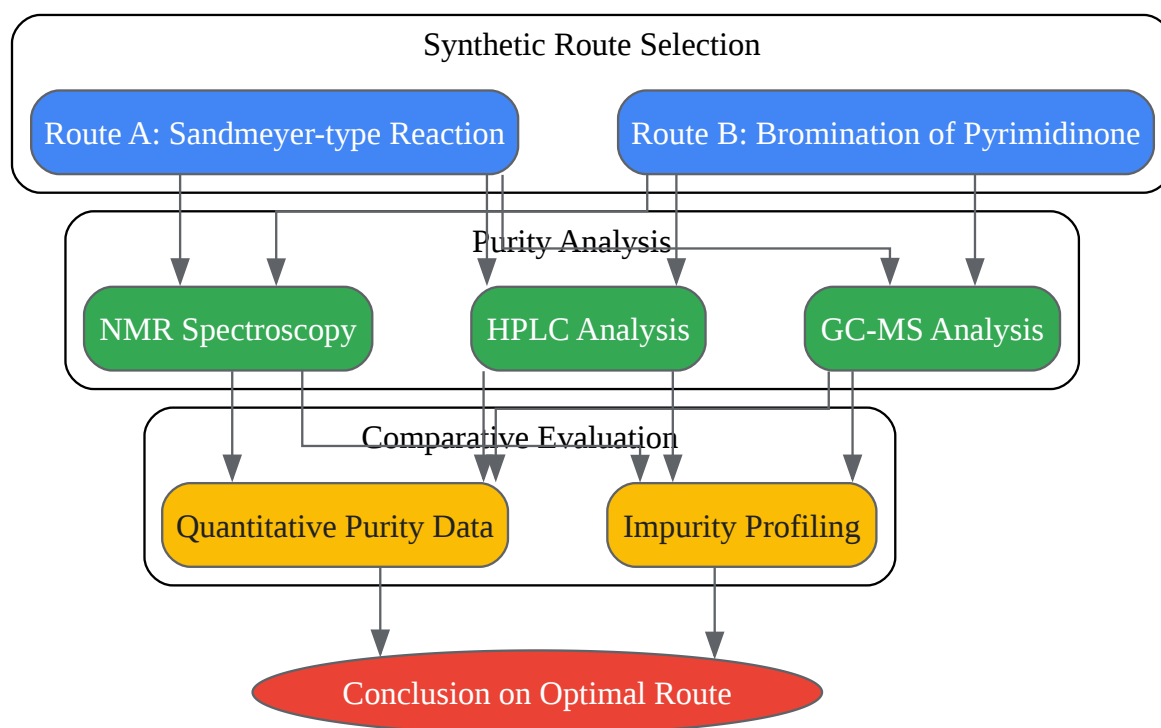 Synthetic Route Selection
Route A: Sandmeyer-type Reaction
Route B: Bromination of Pyrimidinone
Purity Analysis
NMR Spectroscopy
HPLC Analysis
GC-MS Analysis
Comparative Evaluation
Quantitative Purity Data
Impurity Profiling
Conclusion on Optimal Route